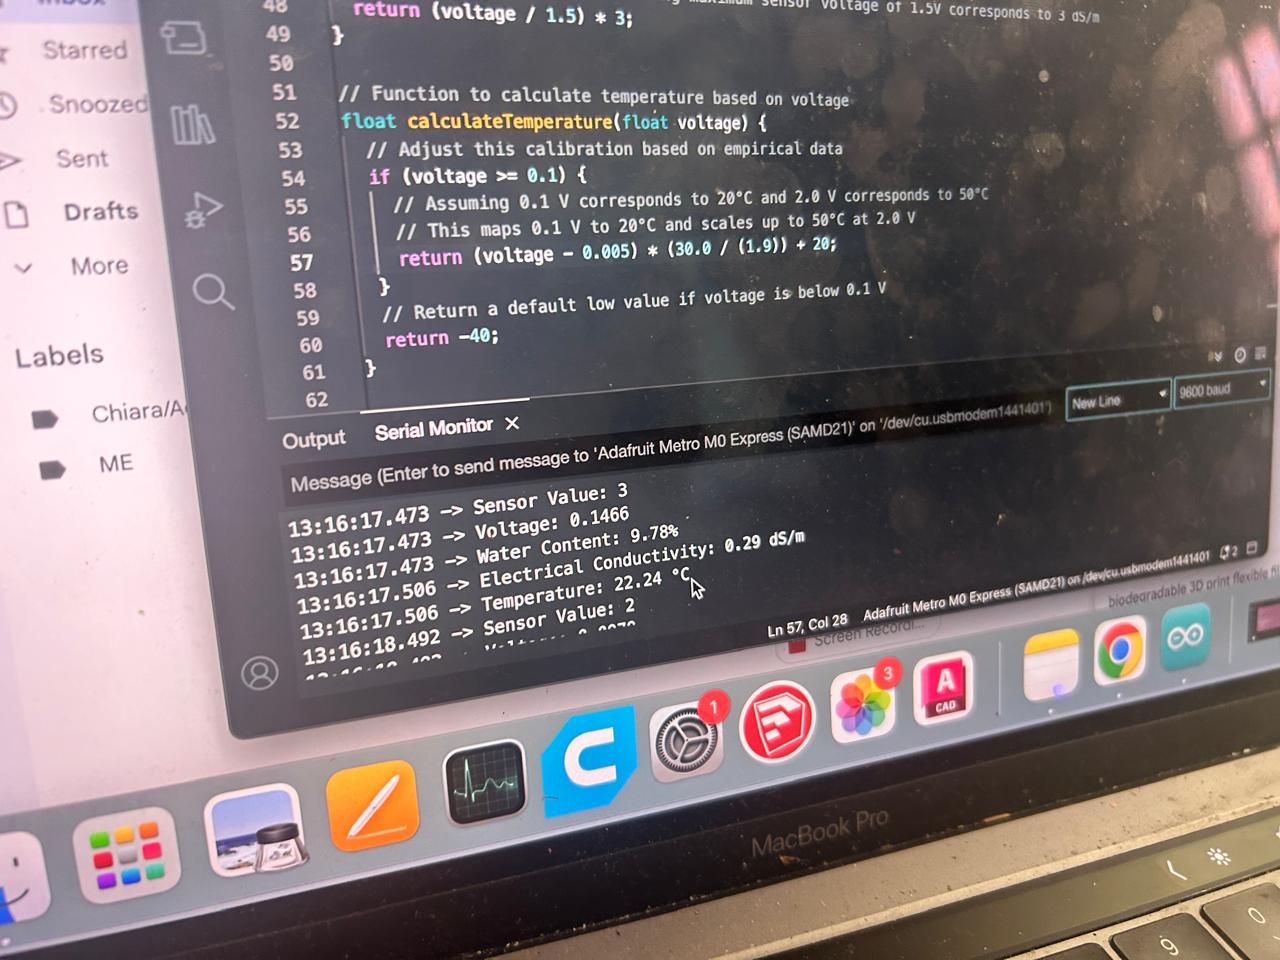 Starred
Snoozed
Sent
Drafts
More
Labels
Chiara/A
ME
48 return (voltage / 1.5) * 3;
sensor voltage of 1.5V corresponds to 3 dS/m
49 }
50
51 // Function to calculate temperature based on voltage
52 float calculateTemperature(float voltage) {
53 // Adjust this calibration based on empirical data
54 if (voltage >= 0.1) {
55 // Assuming 0.1 V corresponds to 20°C and 2.0 V corresponds to 50°C
56 // This maps 0.1 V to 20°C and scales up to 50°C at 2.0 V
57 return (voltage - 0.005) * (30.0 / (1.9)) + 20;
58 }
59 // Return a default low value if voltage is below 0.1 V
60 return -40;
61 }
62
Output Serial Monitor ×
Message (Enter to send message to 'Adafruit Metro M0 Express (SAMD21)' on '/dev/cu.usbmodem1441401')
New Line
9600 baud
13:16:17.473 -> Sensor Value: 3
13:16:17.473 -> Voltage: 0.1466
13:16:17.473 -> Water Content: 9.78%
13:16:17.506 -> Electrical Conductivity: 0.29 dS/m
13:16:17.506 -> Temperature: 22.24 °C
13:16:18.492 -> Sensor Value: 2
Ln 57, Col 28 Adafruit Metro M0 Express (SAMD21) on /dev/cu.usbmodem1441401 2
Screen Recordi...
biodegradable 3D print flexible
1
3
A
CAD
MacBook Pro
9
0